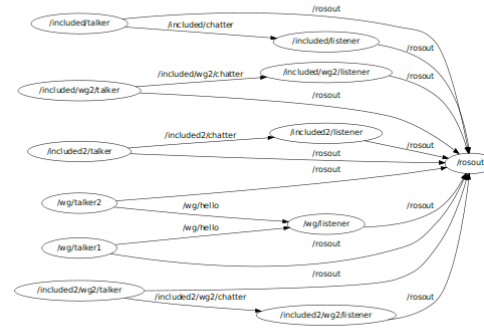 /rosout
/included/talker
/included/chatter
/included/listener
/rosout
/included/wg2/chatter
/included/wg2/listener
/rosout
/included/wg2/talker
/rosout
/included2/chatter
/included2/listener
/rosout
/included2/talker
/rosout
/rosout
/rosout
/wg/talker2
/wg/hello
/rosout
/wg/listener
/wg/hello
/wg/talker1
/rosout
/rosout
/included2/wg2/talker
/included2/wg2/chatter
/rosout
/included2/wg2/listener